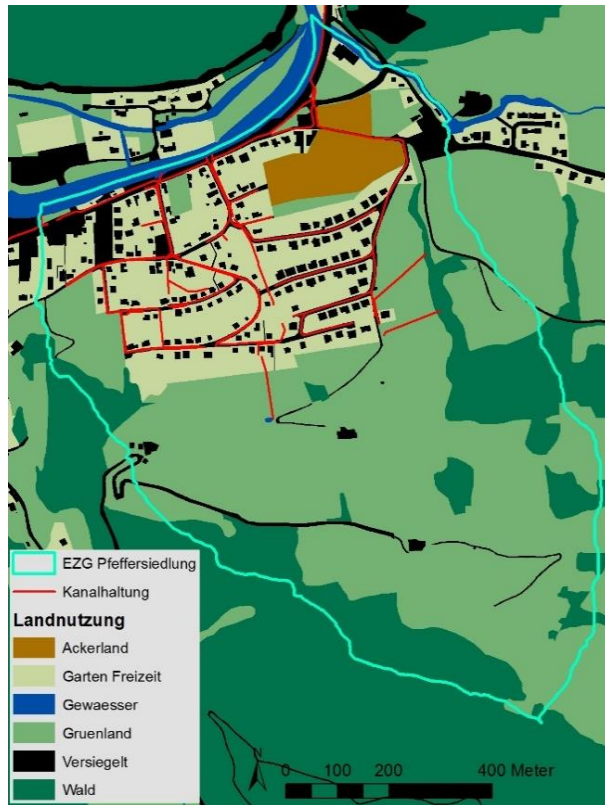 EZG Pfeffersiedlung
Kanalhaltung
Landnutzung
Ackerland
Garten Freizeit
Gewaesser
Gruenland
Versiegelt
Wald
N
0 100 200 400 Meter